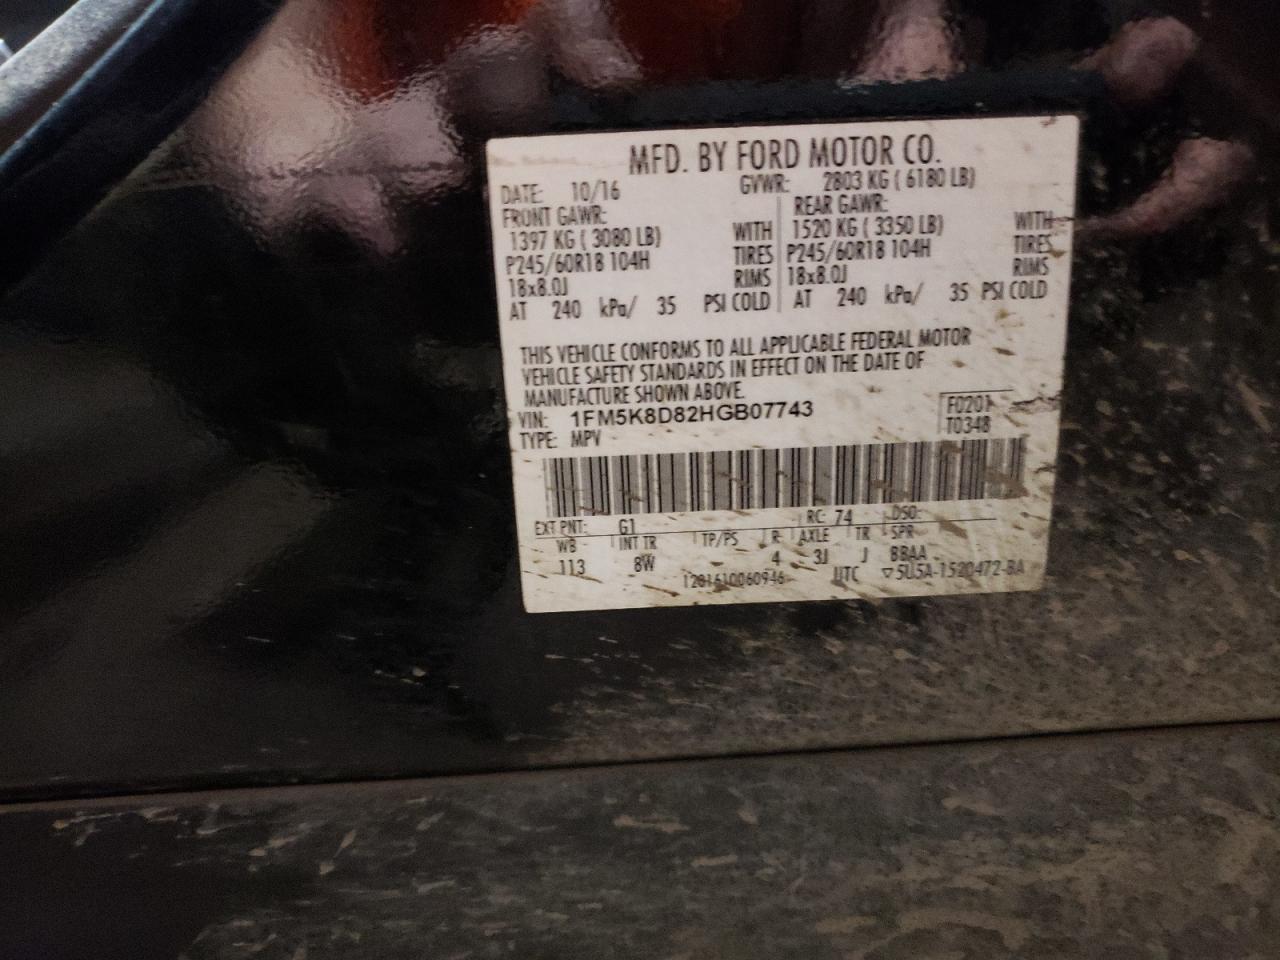 MFD. BY FORD MOTOR CO.
DATE: 10/16 GVWR: 2803 KG ( 6180 LB)
FRONT GAWR: REAR GAWR:
1397 KG ( 3080 LB) WITH 1520 KG ( 3350 LB) WITH
P245/60R18 104H TIRES P245/60R18 104H TIRES
18x8.0J RIMS 18x8.0J RIMS
AT 240 kPa/ 35 PSI COLD AT 240 kPa/ 35 PSI COLD
THIS VEHICLE CONFORMS TO ALL APPLICABLE FEDERAL MOTOR
VEHICLE SAFETY STANDARDS IN EFFECT ON THE DATE OF
MANUFACTURE SHOWN ABOVE.
VIN: 1FM5K8D82HGB07743 F0201
TYPE: MPV T0348
EXT PNT: G1 RC: 74 DSO:
WB INT TR TP/PS R AXLE TR SPR
113 8W 4 3J J BBAA
1281610060946 UTC ▽5U5A-1520472-BA